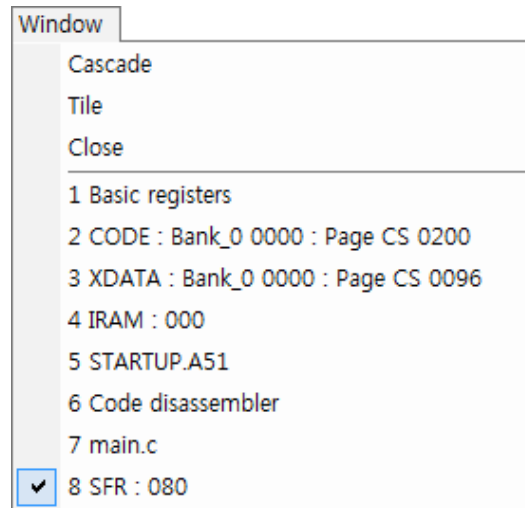 Window
Cascade
Tile
Close
1 Basic registers
2 CODE : Bank_0 0000 : Page CS 0200
3 XDATA : Bank_0 0000 : Page CS 0096
4 IRAM : 000
5 STARTUP.A51
6 Code disassembler
7 main.c
8 SFR : 080